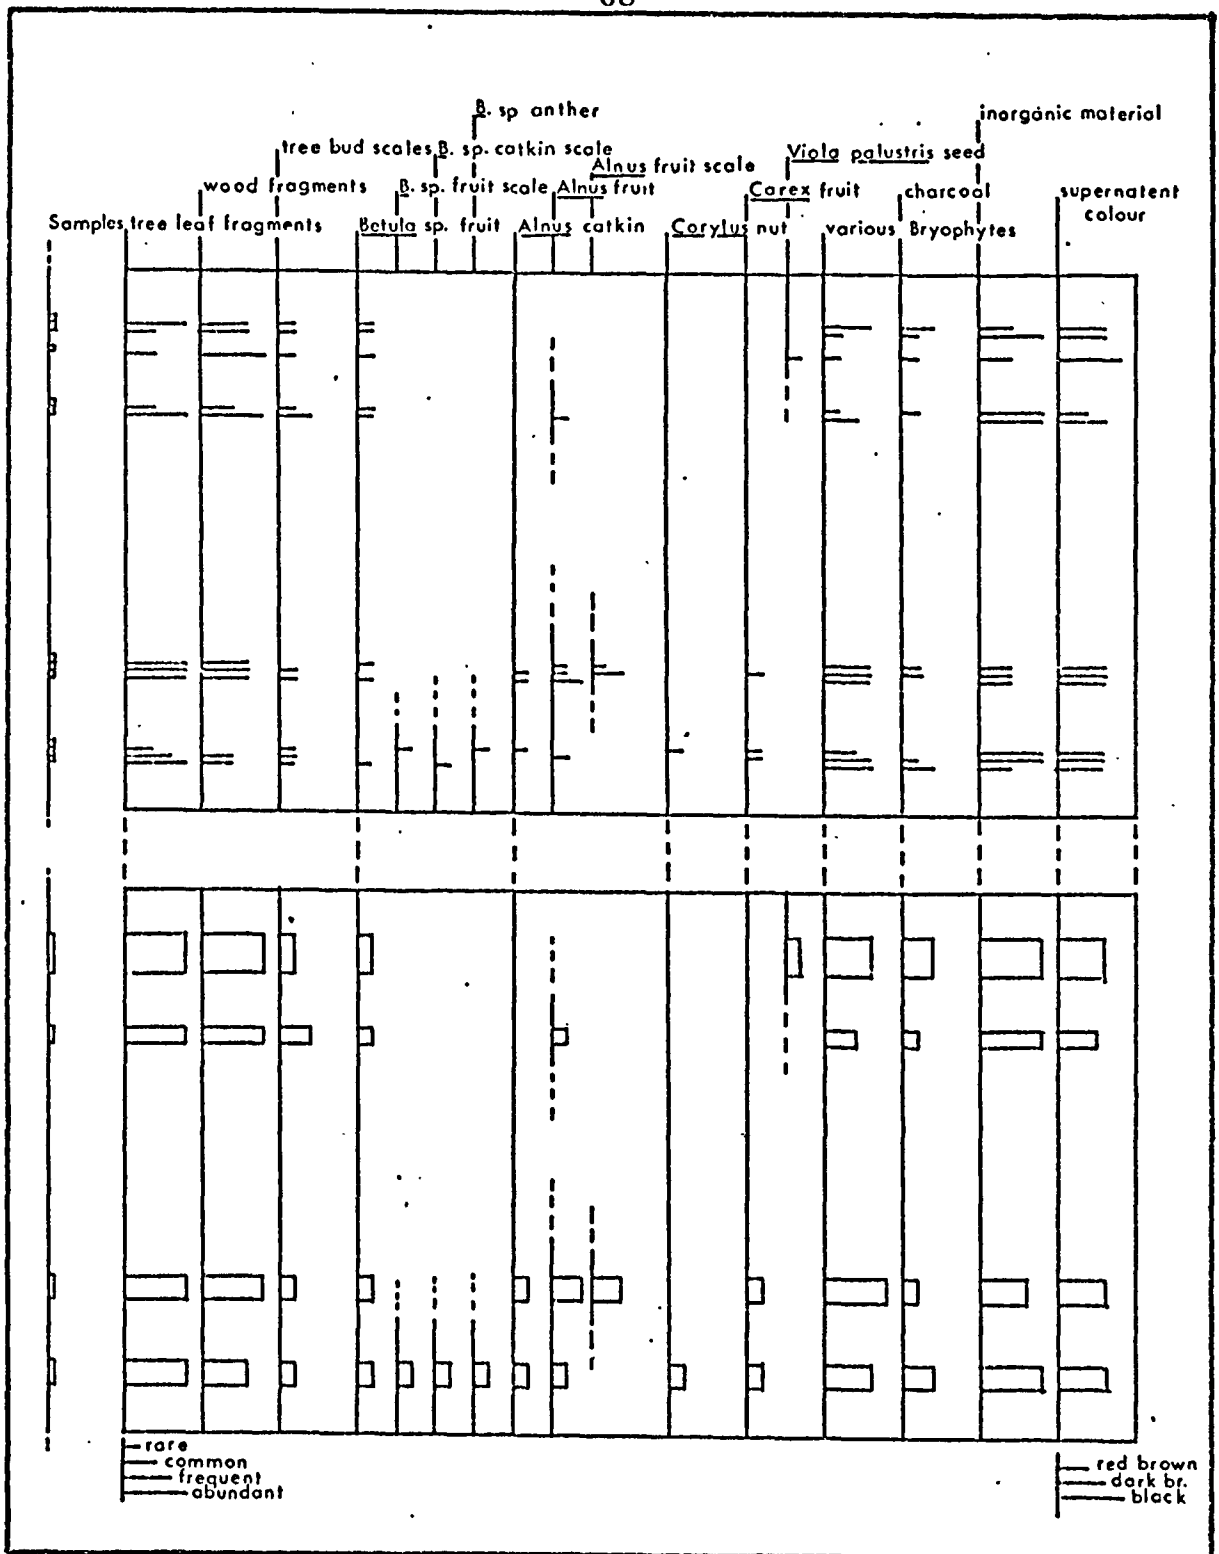 68
B. sp anther
inorganic material
tree bud scales B. sp. catkin scale
Viola palustris seed
Alnus fruit scale
wood fragments
B. sp. fruit scale
Alnus fruit
Carex fruit
charcoal
supernatent
colour
Samples
tree leaf fragments
Betula sp. fruit
Alnus catkin
Corylus nut
various Bryophytes
rare
common
frequent
abundant
red brown
dark br.
black